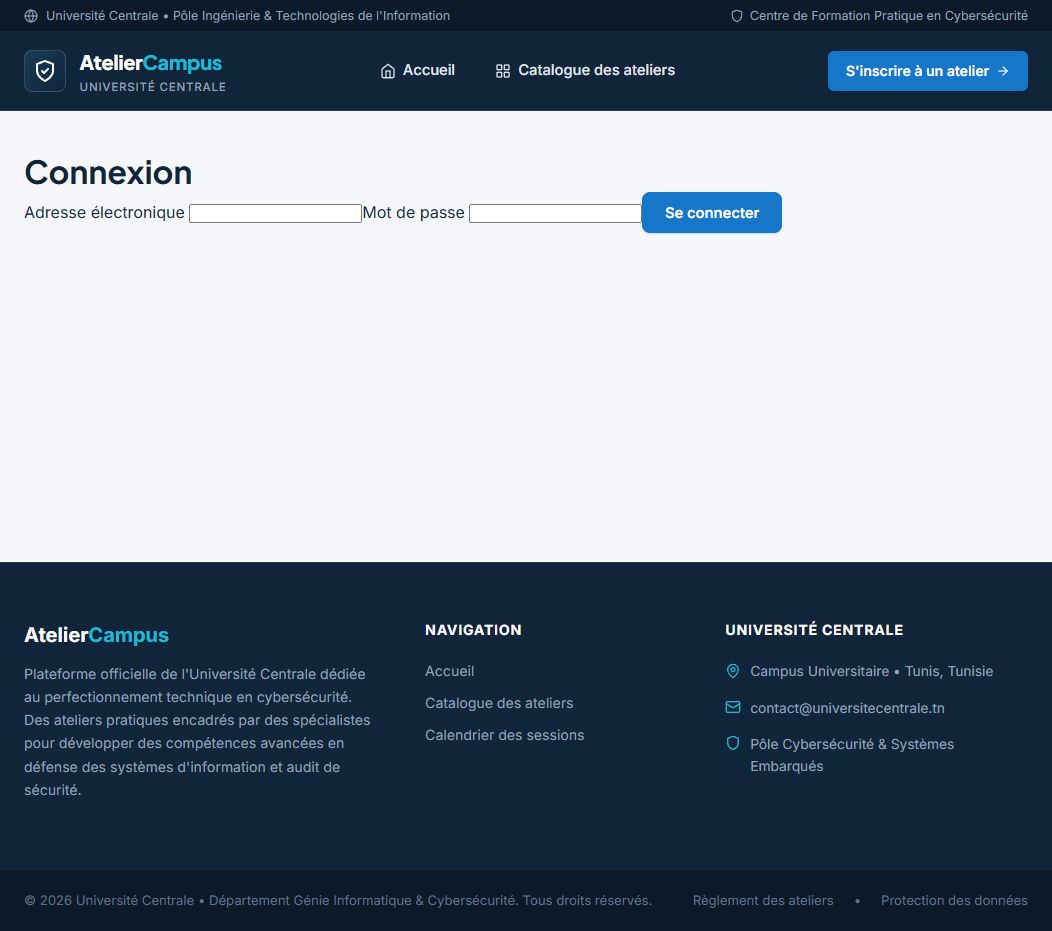 Université Centrale • Pôle Ingénierie & Technologies de l'Information
Centre de Formation Pratique en Cybersécurité
AtelierCampus
UNIVERSITÉ CENTRALE
Accueil
Catalogue des ateliers
S'inscrire à un atelier →
Connexion
Adresse électronique
Mot de passe
Se connecter
AtelierCampus
Plateforme officielle de l'Université Centrale dédiée
au perfectionnement technique en cybersécurité.
Des ateliers pratiques encadrés par des spécialistes
pour développer des compétences avancées en
défense des systèmes d'information et audit de
sécurité.
NAVIGATION
Accueil
Catalogue des ateliers
Calendrier des sessions
UNIVERSITÉ CENTRALE
Campus Universitaire • Tunis, Tunisie
contact@universitecentrale.tn
Pôle Cybersécurité & Systèmes
Embarqués
© 2026 Université Centrale • Département Génie Informatique & Cybersécurité. Tous droits réservés.
Règlement des ateliers • Protection des données